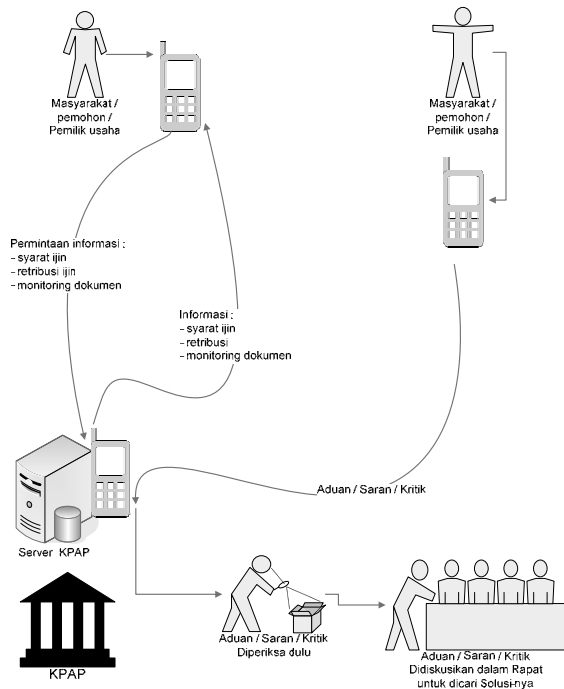 Masyarakat /
pemohon /
Pemilik usaha
Masyarakat /
pemohon /
Pemilik usaha
Permintaan informasi :
- syarat ijin
- retribusi ijin
- monitoring dokumen
Informasi :
- syarat ijin
- retribusi
- monitoring dokumen
Aduan / Saran / Kritik
Server KPAP
KPAP
Aduan / Saran / Kritik
Diperiksa dulu
Aduan / Saran / Kritik
Didiskusikan dalam Rapat
untuk dicari Solusi-nya